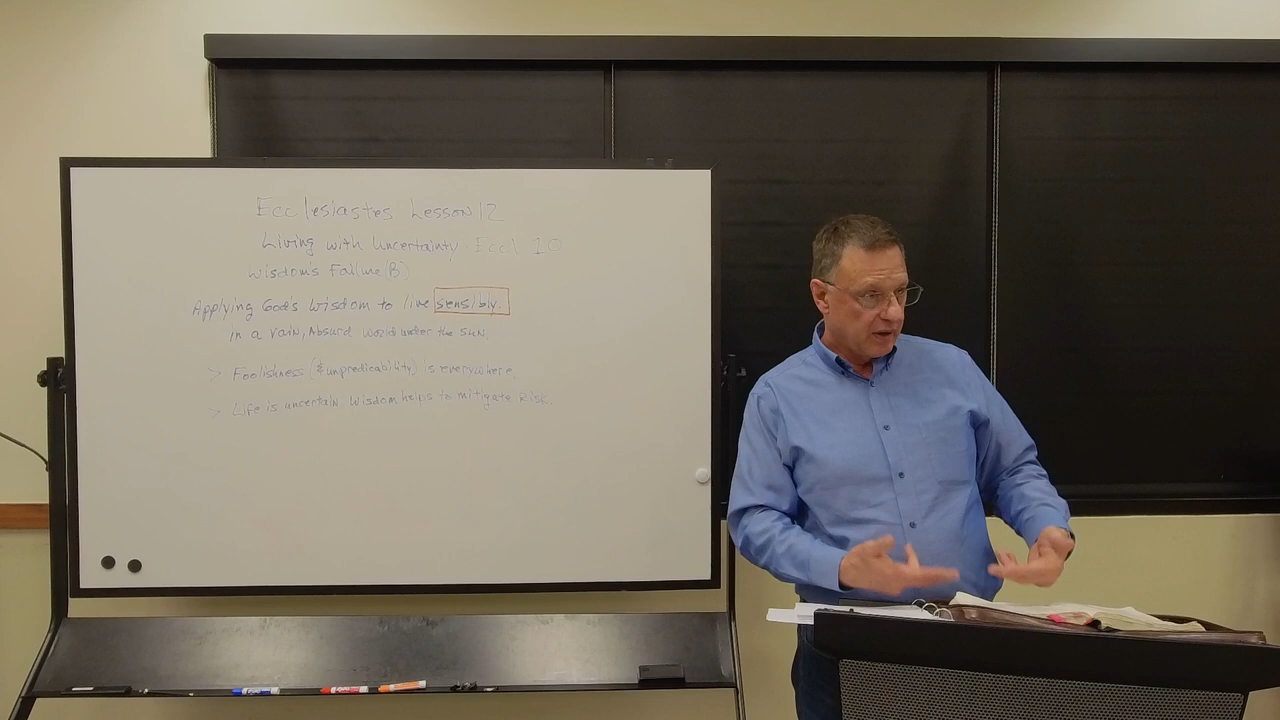 Ecclesiastes Lesson 12
Living with Uncertainty Eccl 10
Wisdom's Failure (B)
Applying God's Wisdom to live sensibly.
in a vain, Absurd World under the sun.
> Foolishness (& unpredicability) is everywhere.
> Life is uncertain. Wisdom helps to mitigate Risk.